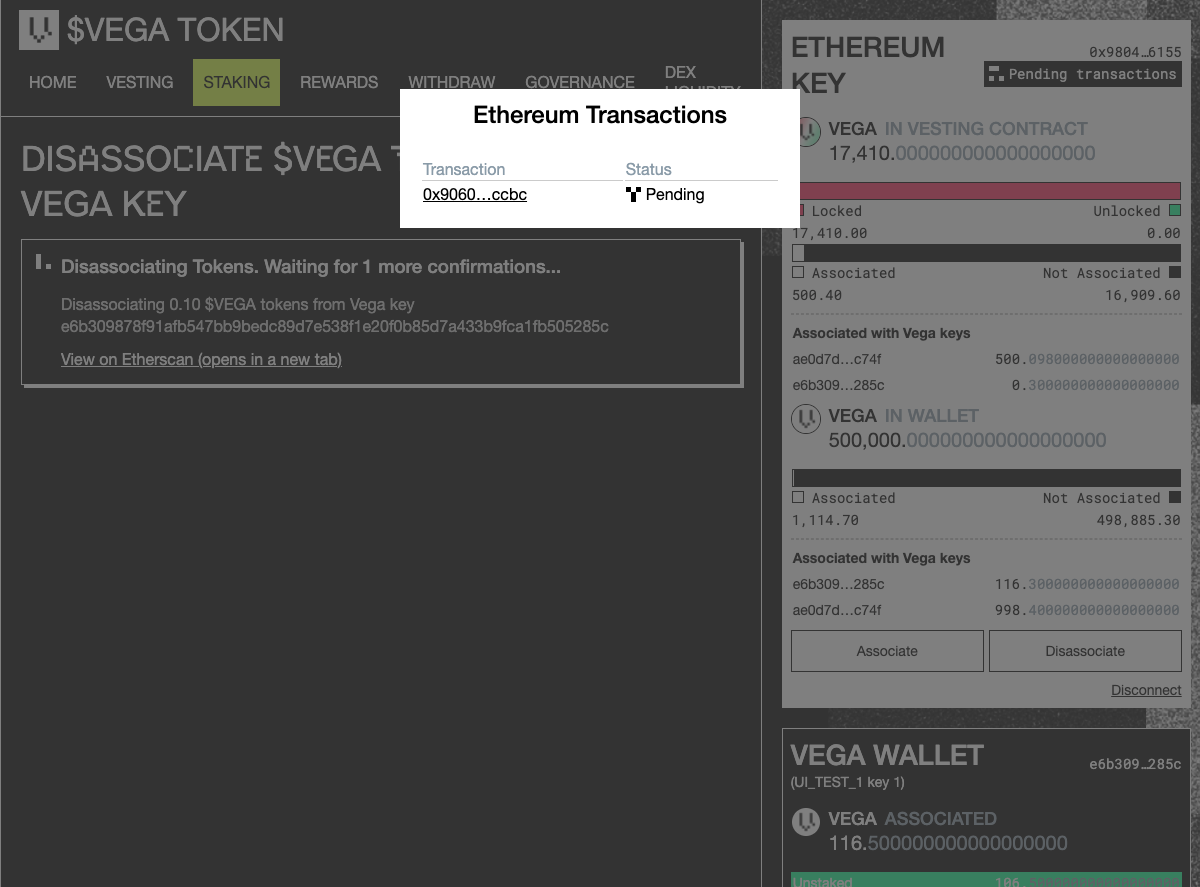 $VEGA TOKEN
HOME VESTING STAKING REWARDS WITHDRAW GOVERNANCE DEX
Ethereum Transactions
Transaction Status
0x9060…ccbc Pending
DISASSOCIATE $VEGA
VEGA KEY
Disassociating Tokens. Waiting for 1 more confirmations...
Disassociating 0.10 $VEGA tokens from Vega key
e6b309878f91afb547bb9bedc89d7e538f1e20f0b85d7a433b9fca1fb505285c
View on Etherscan (opens in a new tab)
ETHEREUM
KEY
0x9804…6155
Pending transactions
VEGA IN VESTING CONTRACT
17,410.000000000000000000
Locked Unlocked
17,410.00 0.00
Associated Not Associated
500.40 16,909.60
Associated with Vega keys
ae0d7d…c74f 500.098000000000000000
e6b309…285c 0.300000000000000000
VEGA IN WALLET
500,000.000000000000000000
Associated Not Associated
1,114.70 498,885.30
Associated with Vega keys
e6b309…285c 116.300000000000000000
ae0d7d…c74f 998.400000000000000000
Associate Disassociate
Disconnect
VEGA WALLET e6b309…285c
(UI_TEST_1 key 1)
VEGA ASSOCIATED
116.500000000000000000
Unstaked 106.